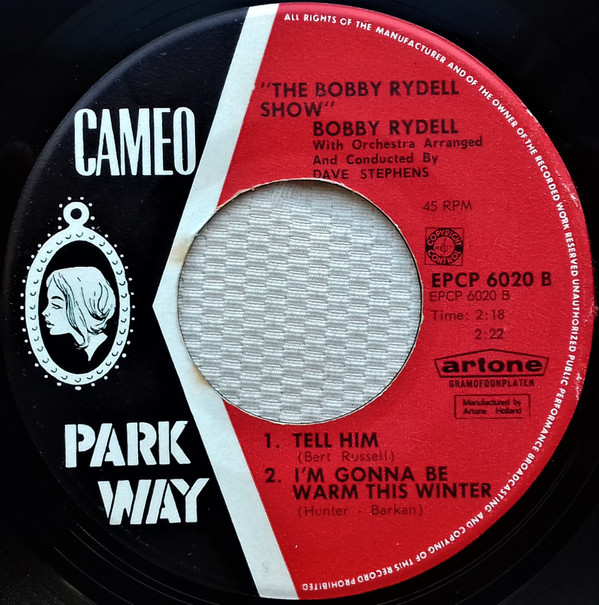 ALL RIGHTS OF THE MANUFACTURER AND OF THE OWNER OF THE RECORDED WORK RESERVED UNAUTHORIZED PUBLIC PERFORMANCE BROADCASTING AND COPYING OF THIS RECORD PROHIBITED
CAMEO
PARK
WAY
"THE BOBBY RYDELL
SHOW"
BOBBY RYDELL
With Orchestra Arranged
And Conducted By
DAVE STEPHENS
45 RPM
COPYRIGHT
CONTROL
EPCP 6020 B
EPCP 6020 B
Time: 2:18
2:22
artone
GRAMOFOONPLATEN
Manufactured by
Artone Holland
1. TELL HIM
(Bert Russell)
2. I'M GONNA BE
WARM THIS WINTER
(Hunter - Barkan)